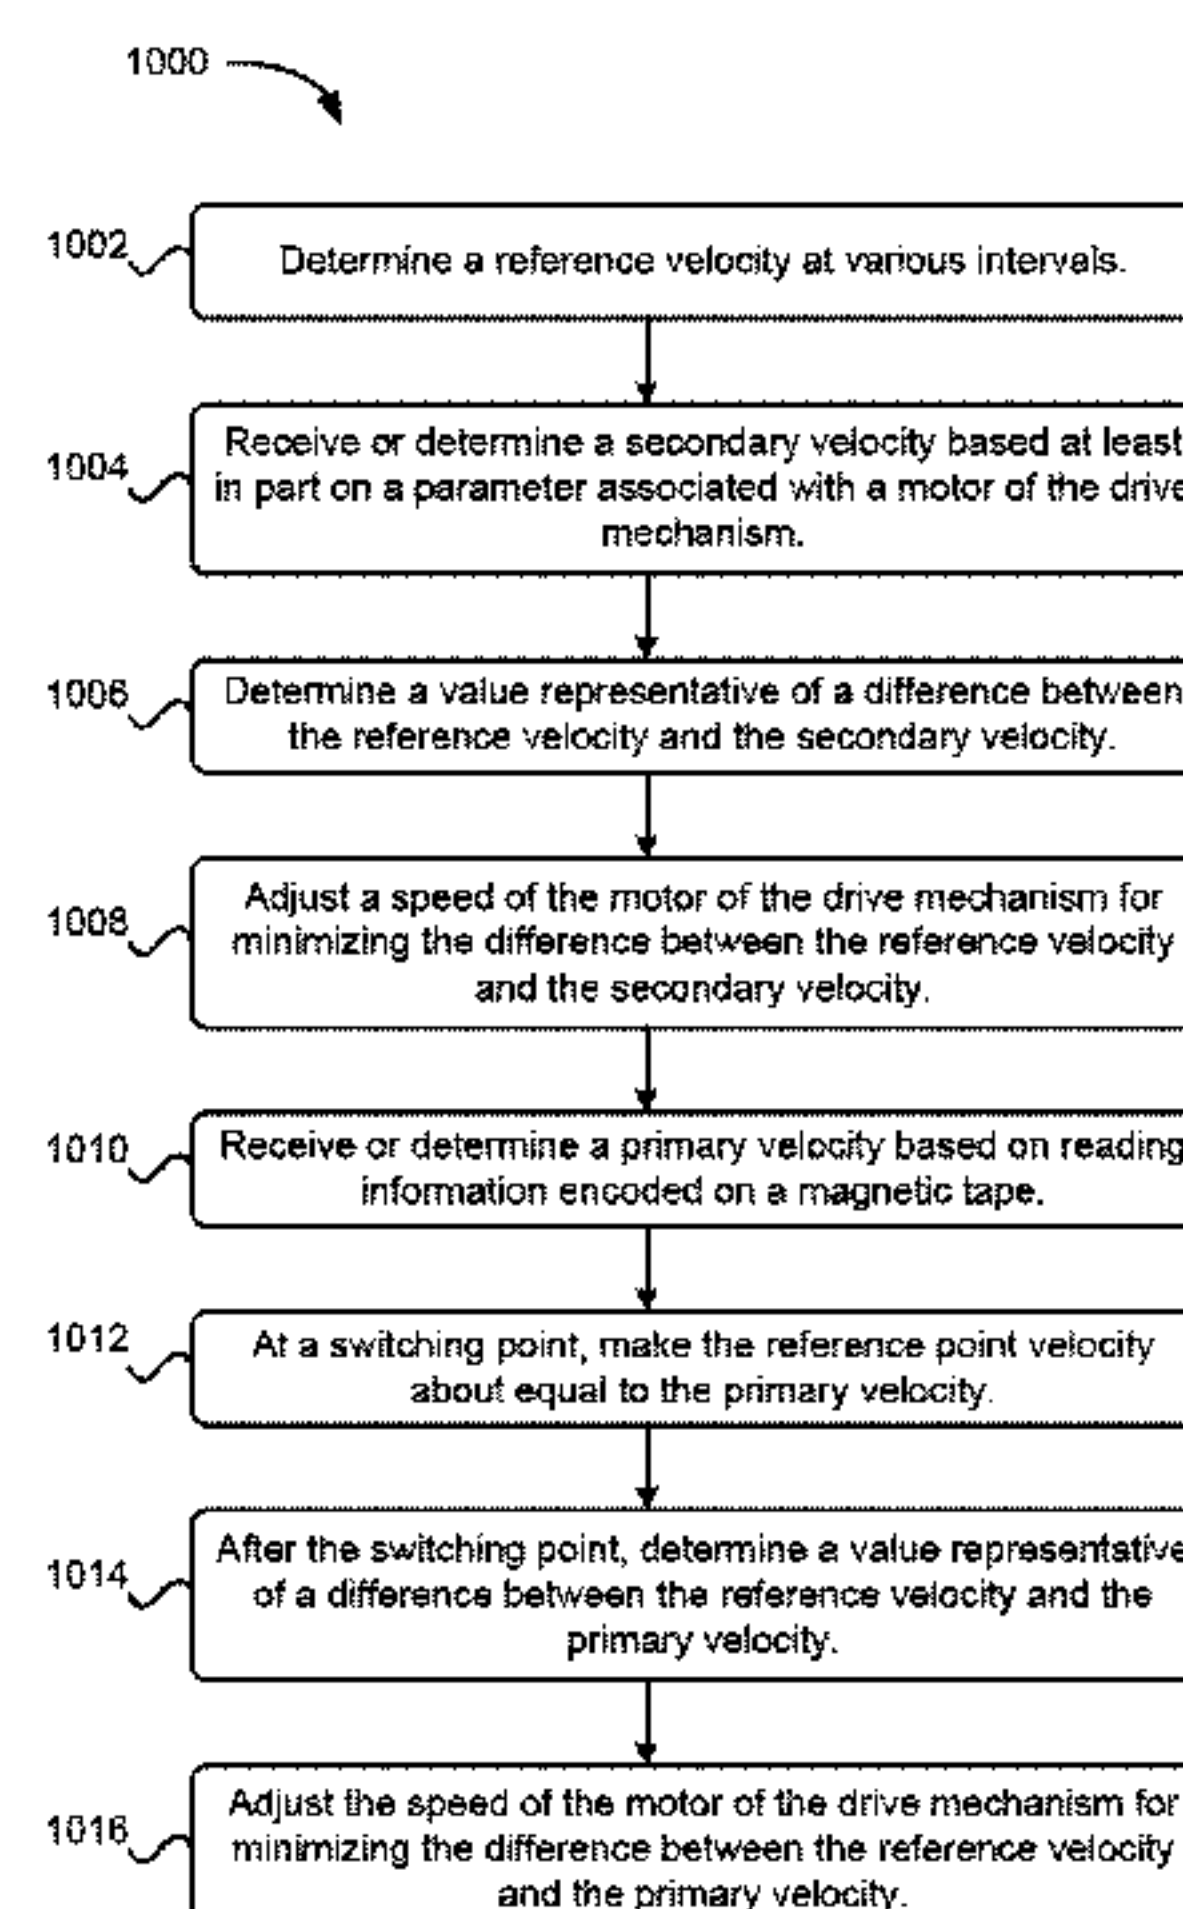 1000
1002
Determine a reference velocity at various intervals.
1004
Receive or determine a secondary velocity based at least
in part on a parameter associated with a motor of the drive
mechanism.
1006
Determine a value representative of a difference between
the reference velocity and the secondary velocity.
1008
Adjust a speed of the motor of the drive mechanism for
minimizing the difference between the reference velocity
and the secondary velocity.
1010
Receive or determine a primary velocity based on reading
information encoded on a magnetic tape.
1012
At a switching point, make the reference point velocity
about equal to the primary velocity.
1014
After the switching point, determine a value representative
of a difference between the reference velocity and the
primary velocity.
1016
Adjust the speed of the motor of the drive mechanism for
minimizing the difference between the reference velocity
and the primary velocity.